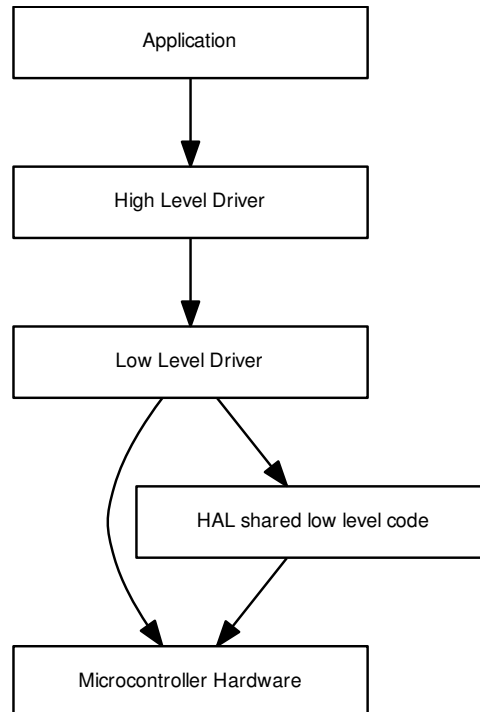 Application
High Level Driver
Low Level Driver
HAL shared low level code
Microcontroller Hardware